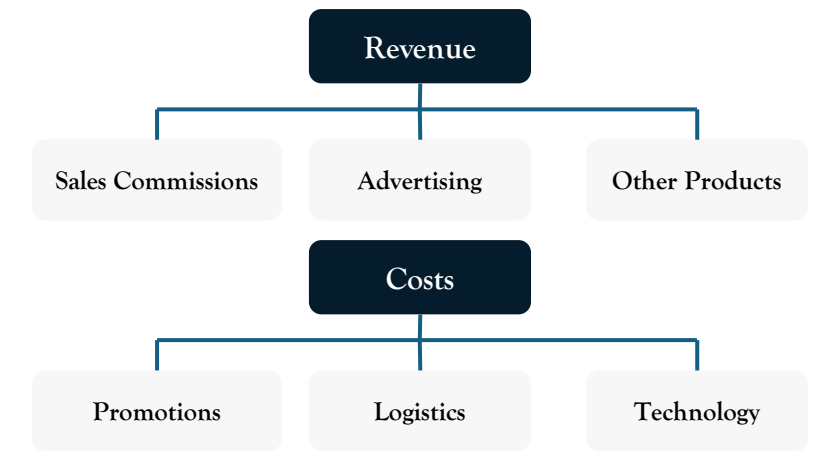 Revenue
Sales Commissions
Advertising
Other Products
Costs
Promotions
Logistics
Technology